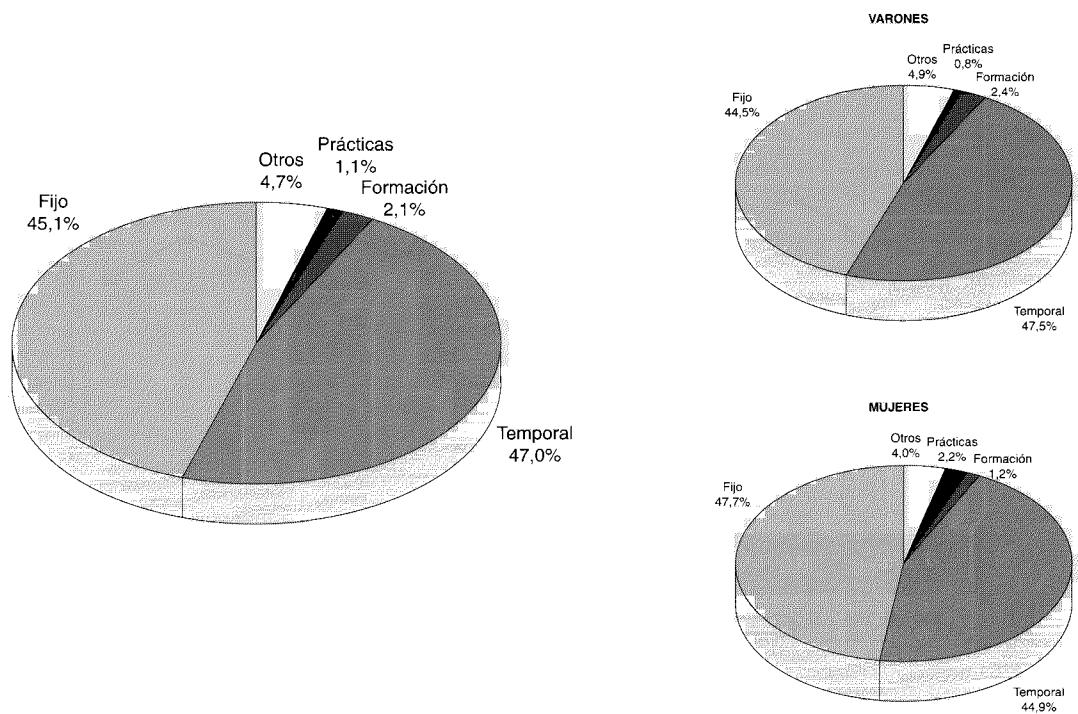 Otros
4,7%
Prácticas
1,1%
Formación
2,1%
Fijo
45,1%
Temporal
47,0%
VARONES
Otros
4,9%
Prácticas
0,8%
Formación
2,4%
Fijo
44,5%
Temporal
47,5%
MUJERES
Otros
4,0%
Prácticas
2,2%
Formación
1,2%
Fijo
47,7%
Temporal
44,9%